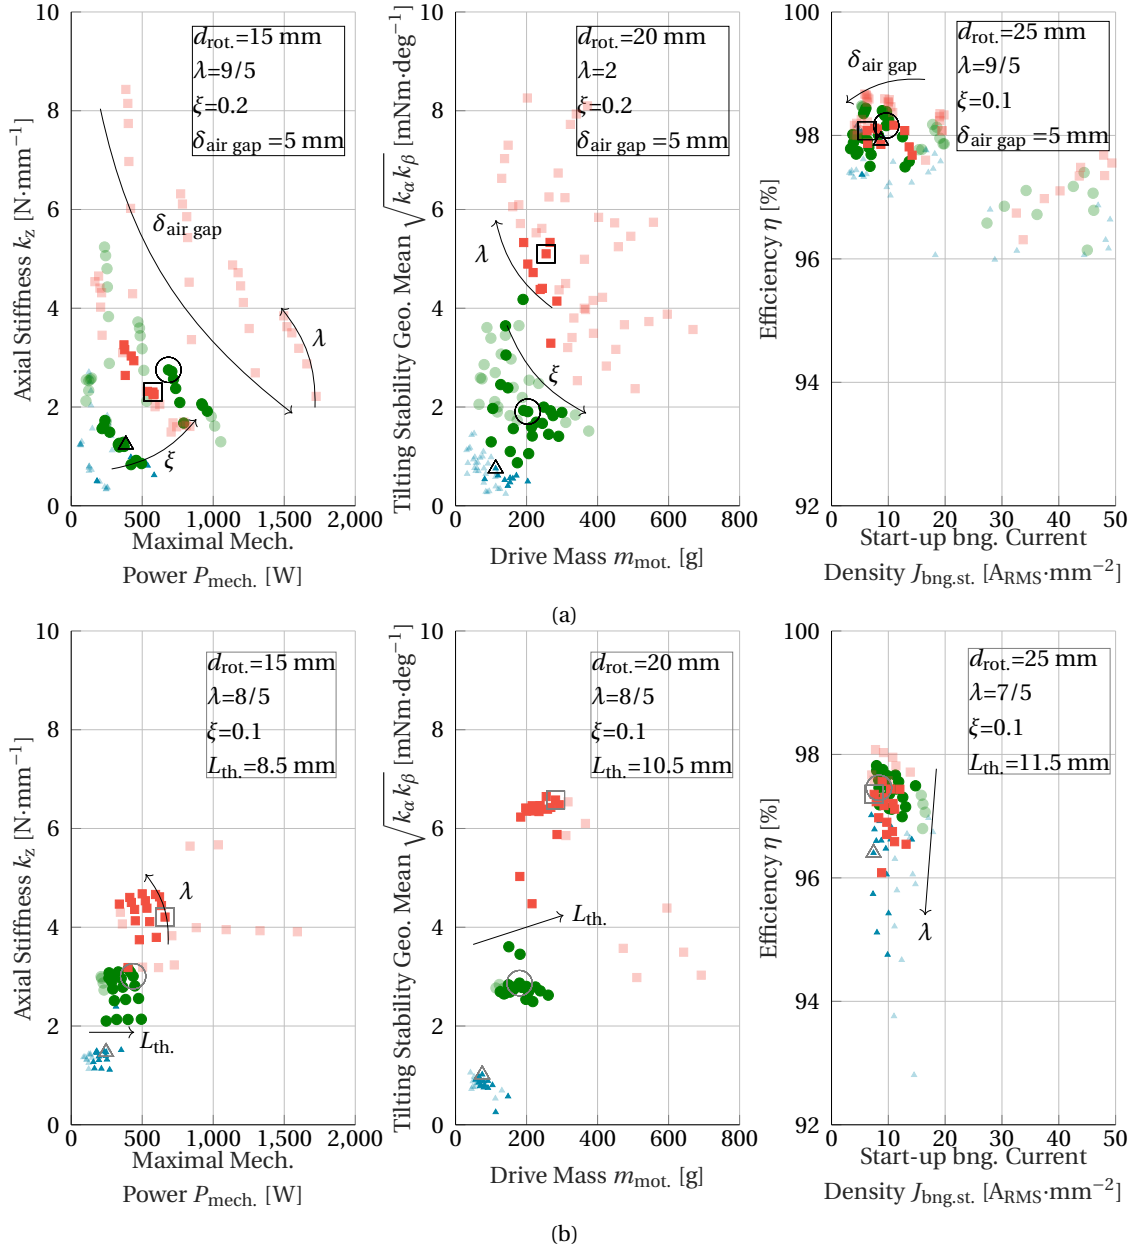 10
8
6
4
2
0
0
500
1,000
1,500
2,000
Axial Stiffness k_z [N·mm⁻¹]
Maximal Mech.
Power P_mech. [W]
d_rot.=15 mm
λ=9/5
ξ=0.2
δ_air gap=5 mm
δ_air gap
λ
ξ
10
8
6
4
2
0
0
200
400
600
800
Tilting Stability Geo. Mean √(k_α k_β) [mNm·deg⁻¹]
Drive Mass m_mot. [g]
d_rot.=20 mm
λ=2
ξ=0.2
δ_air gap=5 mm
λ
ξ
100
98
96
94
92
0
10
20
30
40
50
Efficiency η [%]
Start-up bng. Current
Density J_bng.st. [A_RMS·mm⁻²]
d_rot.=25 mm
λ=9/5
ξ=0.1
δ_air gap=5 mm
δ_air gap
(a)
10
8
6
4
2
0
0
500
1,000
1,500
2,000
Axial Stiffness k_z [N·mm⁻¹]
Maximal Mech.
Power P_mech. [W]
d_rot.=15 mm
λ=8/5
ξ=0.1
L_th.=8.5 mm
λ
L_th.
10
8
6
4
2
0
0
200
400
600
800
Tilting Stability Geo. Mean √(k_α k_β) [mNm·deg⁻¹]
Drive Mass m_mot. [g]
d_rot.=20 mm
λ=8/5
ξ=0.1
L_th.=10.5 mm
L_th.
100
98
96
94
92
0
10
20
30
40
50
Efficiency η [%]
Start-up bng. Current
Density J_bng.st. [A_RMS·mm⁻²]
d_rot.=25 mm
λ=7/5
ξ=0.1
L_th.=11.5 mm
λ
(b)